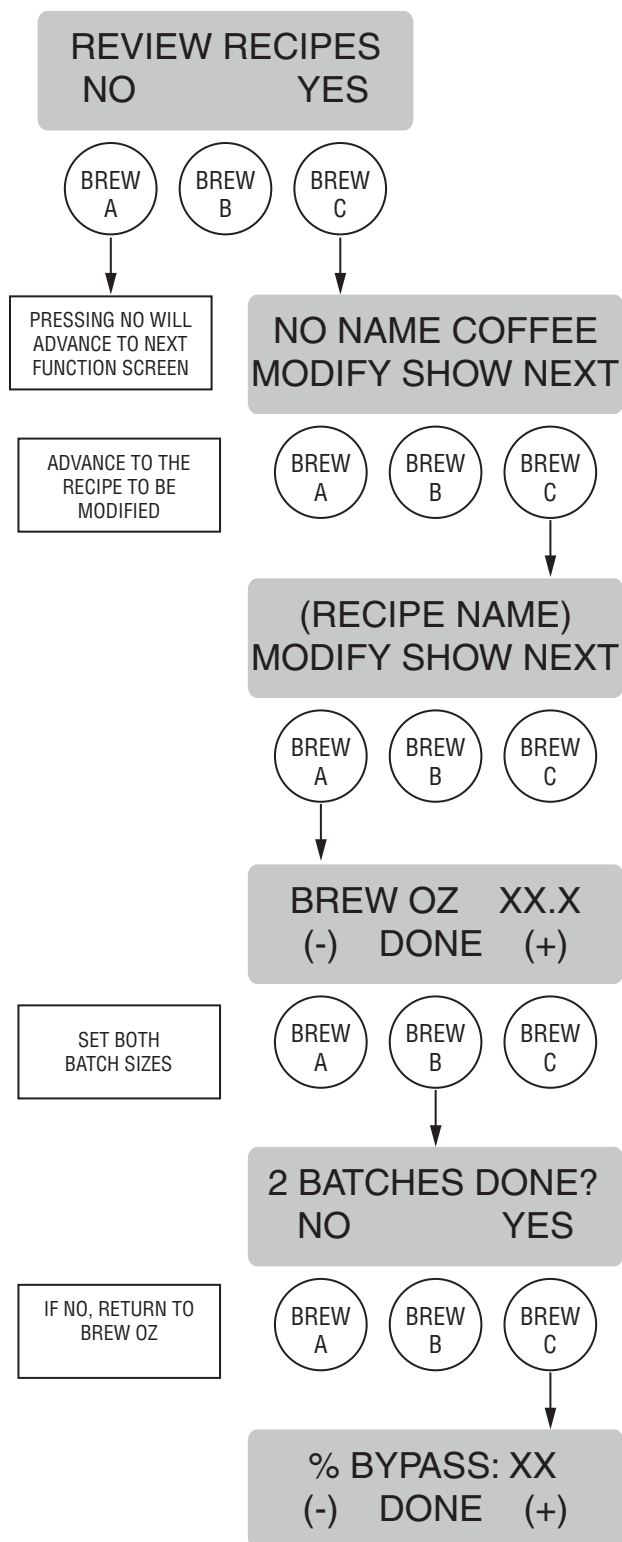 REVIEW RECIPES
NO YES
BREW
A
BREW
B
BREW
C
PRESSING NO WILL
ADVANCE TO NEXT
FUNCTION SCREEN
NO NAME COFFEE
MODIFY SHOW NEXT
ADVANCE TO THE
RECIPE TO BE
MODIFIED
BREW
A
BREW
B
BREW
C
(RECIPE NAME)
MODIFY SHOW NEXT
BREW
A
BREW
B
BREW
C
BREW OZ XX.X
(-) DONE (+)
SET BOTH
BATCH SIZES
BREW
A
BREW
B
BREW
C
2 BATCHES DONE?
NO YES
IF NO, RETURN TO
BREW OZ
BREW
A
BREW
B
BREW
C
% BYPASS: XX
(-) DONE (+)